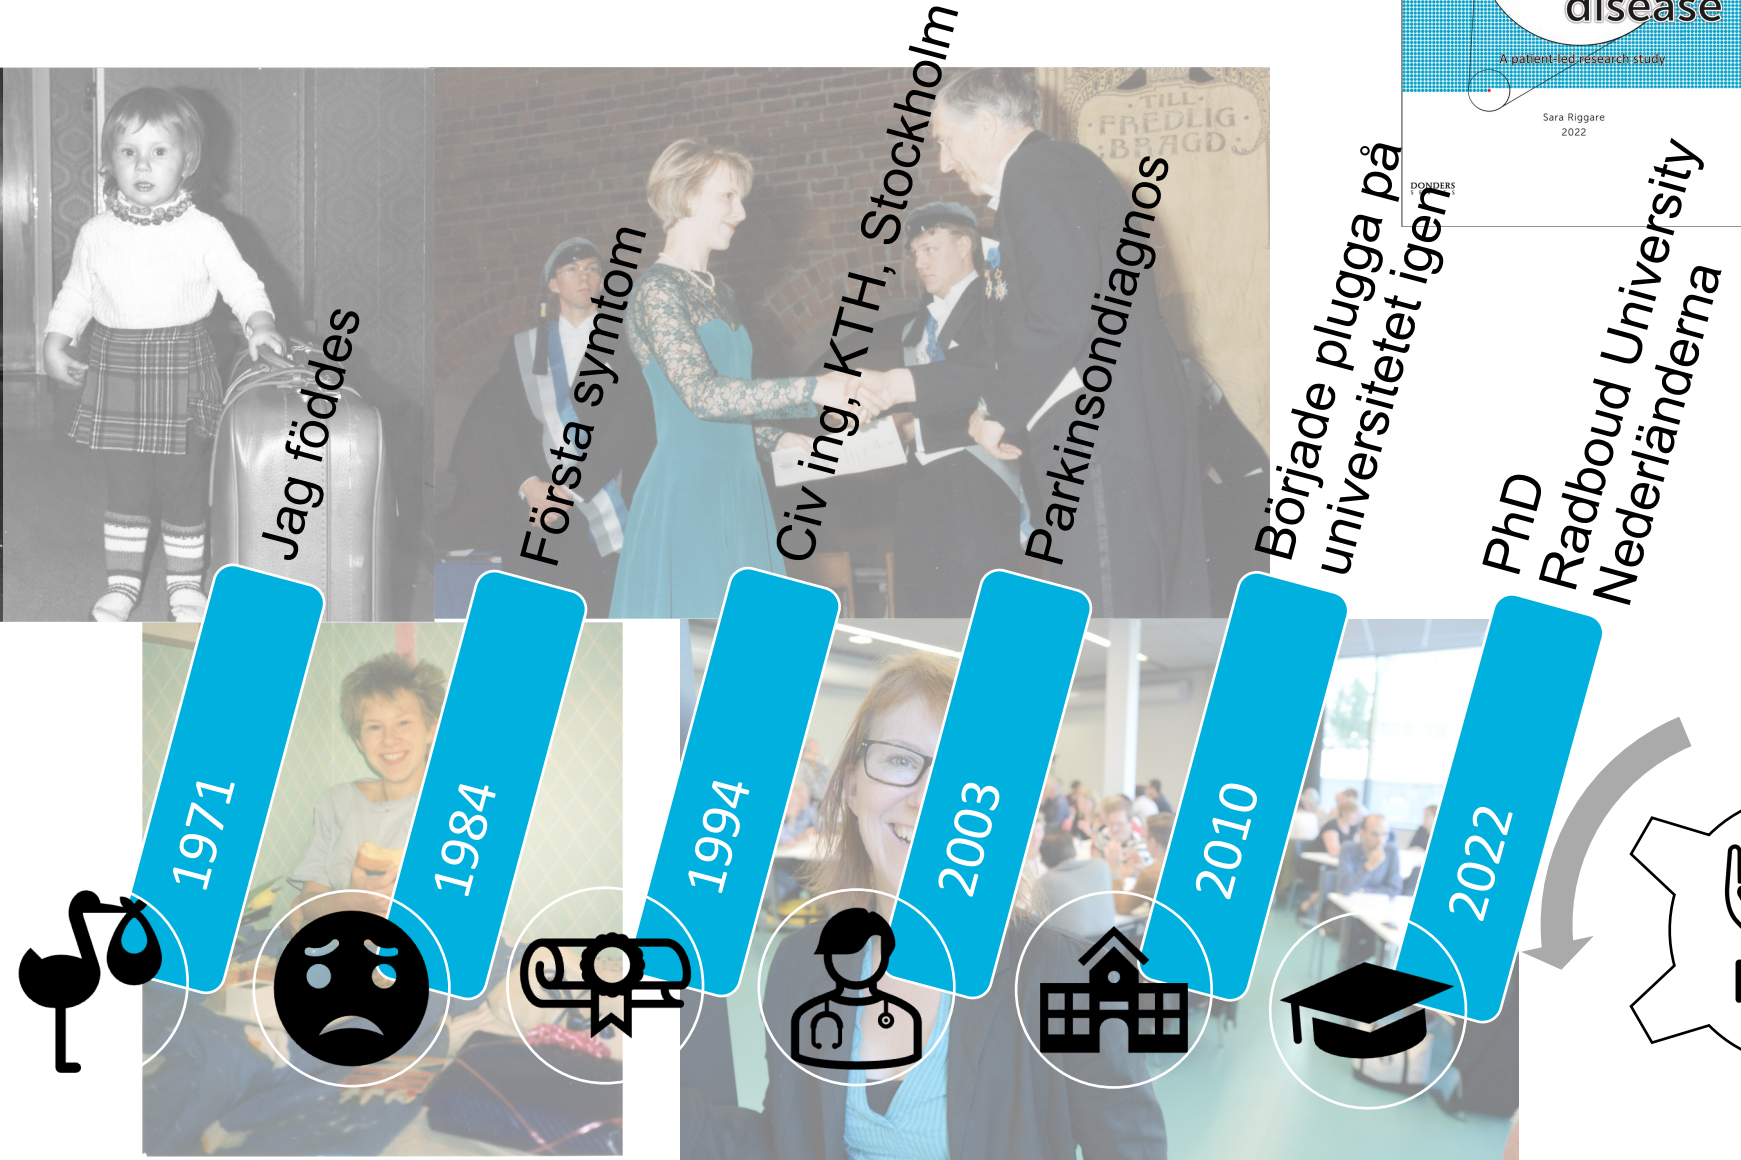 disease
A patient-led research study
Sara Riggare
2022
DONDERS
TILL
FREDLIG
BRAGD
Jag föddes
Första symtom
Civ ing, KTH, Stockholm
Parkinsondiagnos
Började plugga på
universitetet igen
PhD
Radboud University
Nederländerna
1971
1984
1994
2003
2010
2022